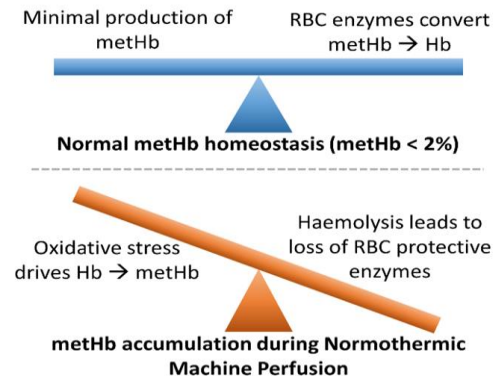 Minimal production of
metHb
RBC enzymes convert
metHb → Hb
Normal metHb homeostasis (metHb < 2%)
Oxidative stress
drives Hb → metHb
Haemolysis leads to
loss of RBC protective
enzymes
metHb accumulation during Normothermic
Machine Perfusion